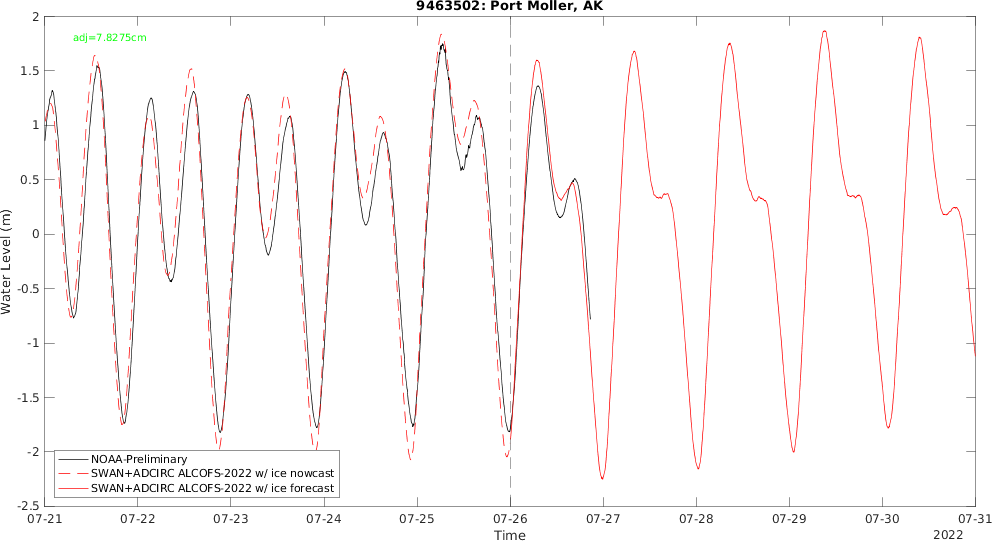 9463502: Port Moller, AK
adj=7.8275cm
Water Level (m)
2
1.5
1
0.5
0
-0.5
-1
-1.5
-2
-2.5
NOAA-Preliminary
SWAN+ADCIRC ALCOFS-2022 w/ ice nowcast
SWAN+ADCIRC ALCOFS-2022 w/ ice forecast
07-21 07-22 07-23 07-24 07-25 07-26 07-27 07-28 07-29 07-30 07-31
Time
2022